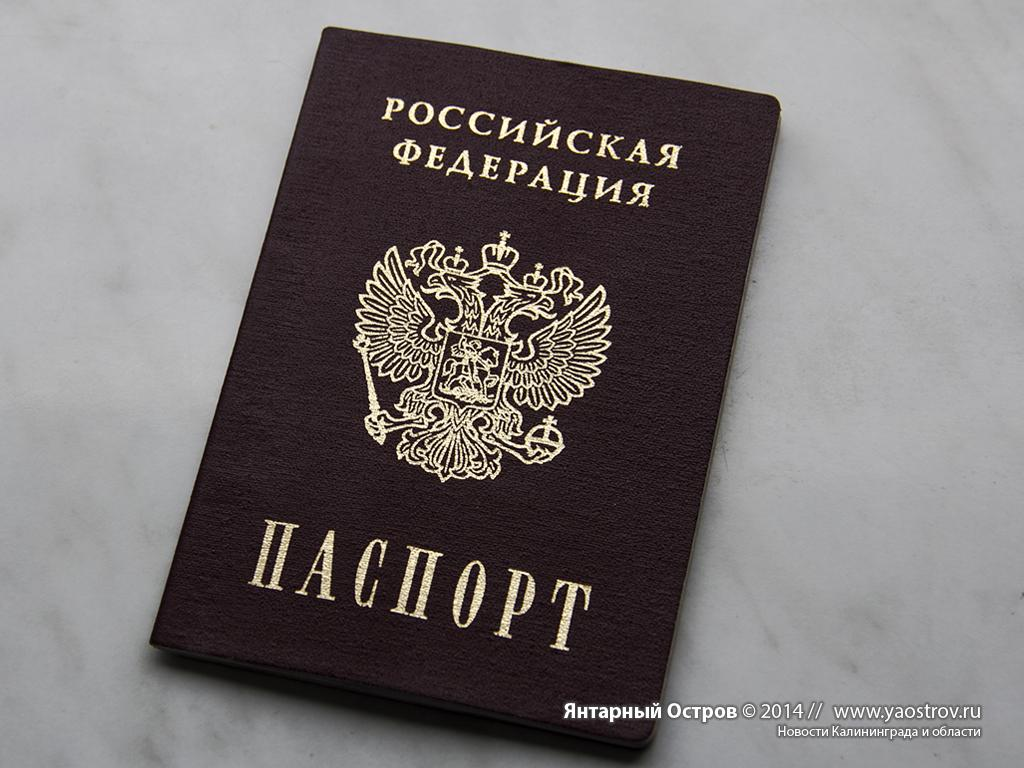 РОССИЙСКАЯ
ФЕДЕРАЦИЯ
ПАСПОРТ
Янтарный Остров © 2014 // www.yaostrov.ru
Новости Калининграда и области